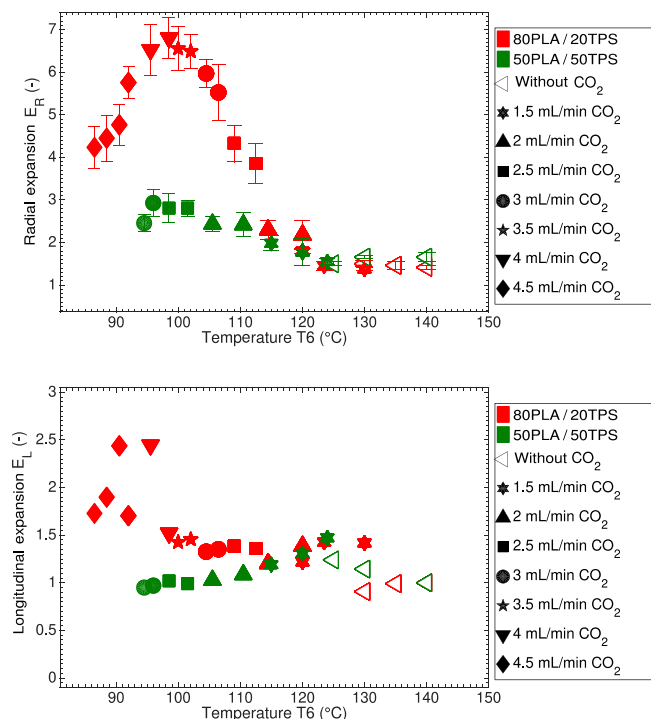 7
6
5
4
3
2
1
Radial expansion E_R (-)
90 100 110 120 130 140 150
Temperature T6 (°C)
80PLA / 20TPS
50PLA / 50TPS
Without CO₂
1.5 mL/min CO₂
2 mL/min CO₂
2.5 mL/min CO₂
3 mL/min CO₂
3.5 mL/min CO₂
4 mL/min CO₂
4.5 mL/min CO₂
3
2.5
2
1.5
1
0.5
0
Longitudinal expansion E_L (-)
90 100 110 120 130 140 150
Temperature T6 (°C)
80PLA / 20TPS
50PLA / 50TPS
Without CO₂
1.5 mL/min CO₂
2 mL/min CO₂
2.5 mL/min CO₂
3 mL/min CO₂
3.5 mL/min CO₂
4 mL/min CO₂
4.5 mL/min CO₂